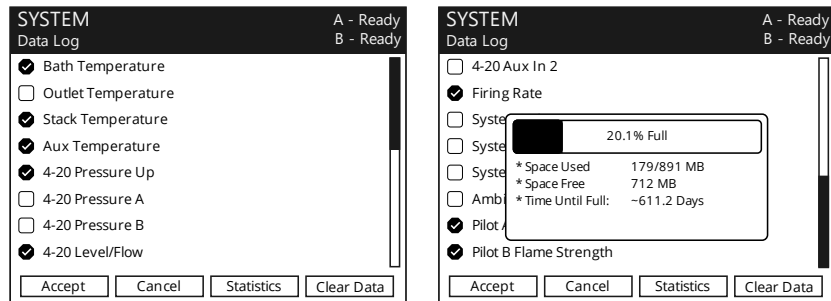 SYSTEM
A - Ready
Data Log
B - Ready
Bath Temperature
Outlet Temperature
Stack Temperature
Aux Temperature
4-20 Pressure Up
4-20 Pressure A
4-20 Pressure B
4-20 Level/Flow
Accept Cancel Statistics Clear Data
SYSTEM
A - Ready
Data Log
B - Ready
4-20 Aux In 2
Firing Rate
Syste
Syste
Syste
Ambi
Pilot
20.1% Full
* Space Used 179/891 MB
* Space Free 712 MB
* Time Until Full: ~611.2 Days
Pilot B Flame Strength
Accept Cancel Statistics Clear Data